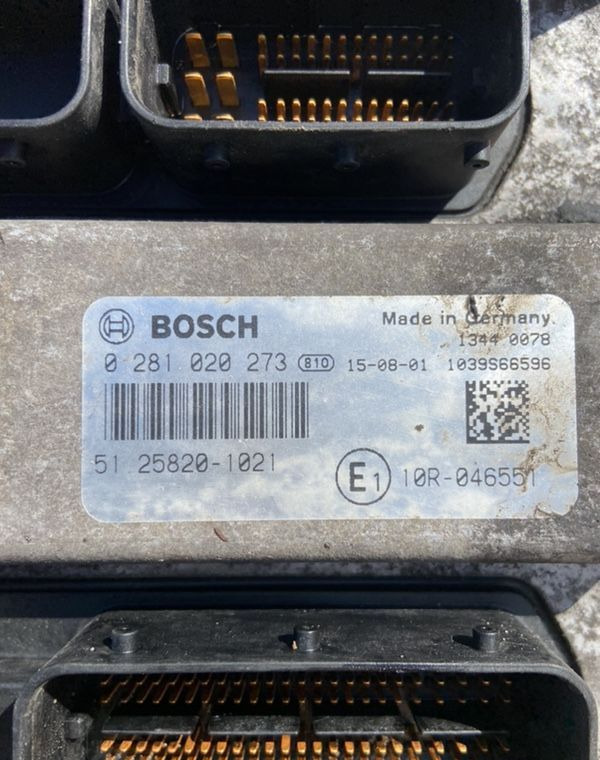 BOSCH
Made in Germany.
1344 0078
0 281 020 273 810 15-08-01 1039S66596
51 25820-1021
E1 10R-046551